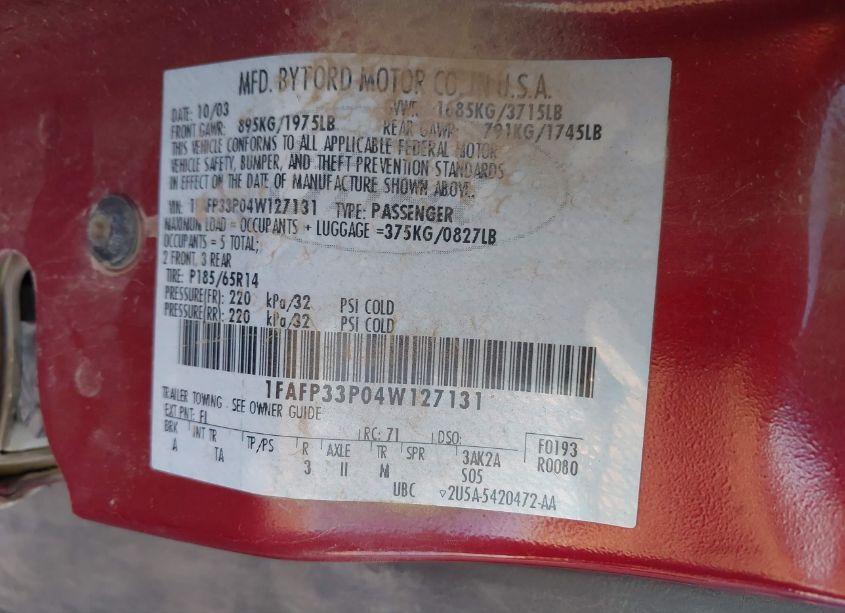 MFD. BY FORD MOTOR CO. IN U.S.A.
DATE: 10/03 GVWR: 1685KG/3715LB
FRONT GAWR: 895KG/1975LB REAR GAWR: 791KG/1745LB
THIS VEHICLE CONFORMS TO ALL APPLICABLE FEDERAL MOTOR
VEHICLE SAFETY, BUMPER, AND THEFT PREVENTION STANDARDS
IN EFFECT ON THE DATE OF MANUFACTURE SHOWN ABOVE.
VIN: 1FAFP33P04W127131 TYPE: PASSENGER
MAXIMUM LOAD = OCCUPANTS + LUGGAGE =375KG/0827LB
OCCUPANTS = 5 TOTAL;
2 FRONT, 3 REAR
TIRE: P185/65R14
PRESSURE(FR): 220 kPa/32 PSI COLD
PRESSURE(RR): 220 kPa/32 PSI COLD
1FAFP33P04W127131
TRAILER TOWING - SEE OWNER GUIDE
EXT PNT: FL RC: 71 DSO: F0193
BRK INT TR TP/PS R AXLE TR SPR 3AK2A R0080
A TA 3 II M S05
UBC ▽2U5A-5420472-AA